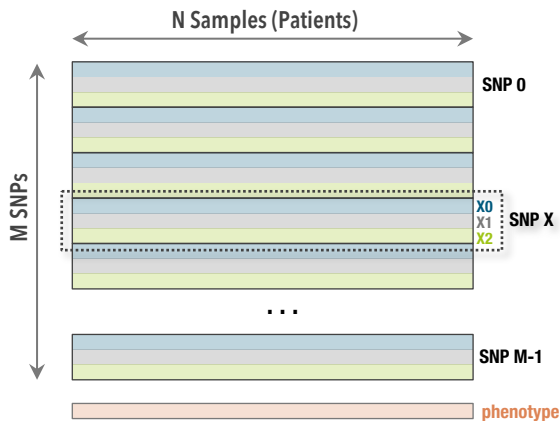 N Samples (Patients)
SNP 0
M SNPs
X0
X1
SNP X
X2
...
SNP M-1
phenotype